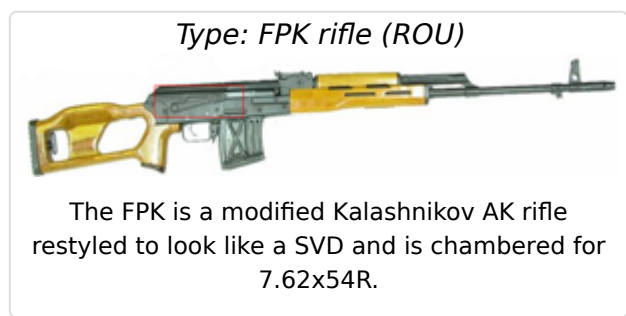 Type: FPK rifle (ROU)
The FPK is a modified Kalashnikov AK rifle
restyled to look like a SVD and is chambered for
7.62x54R.